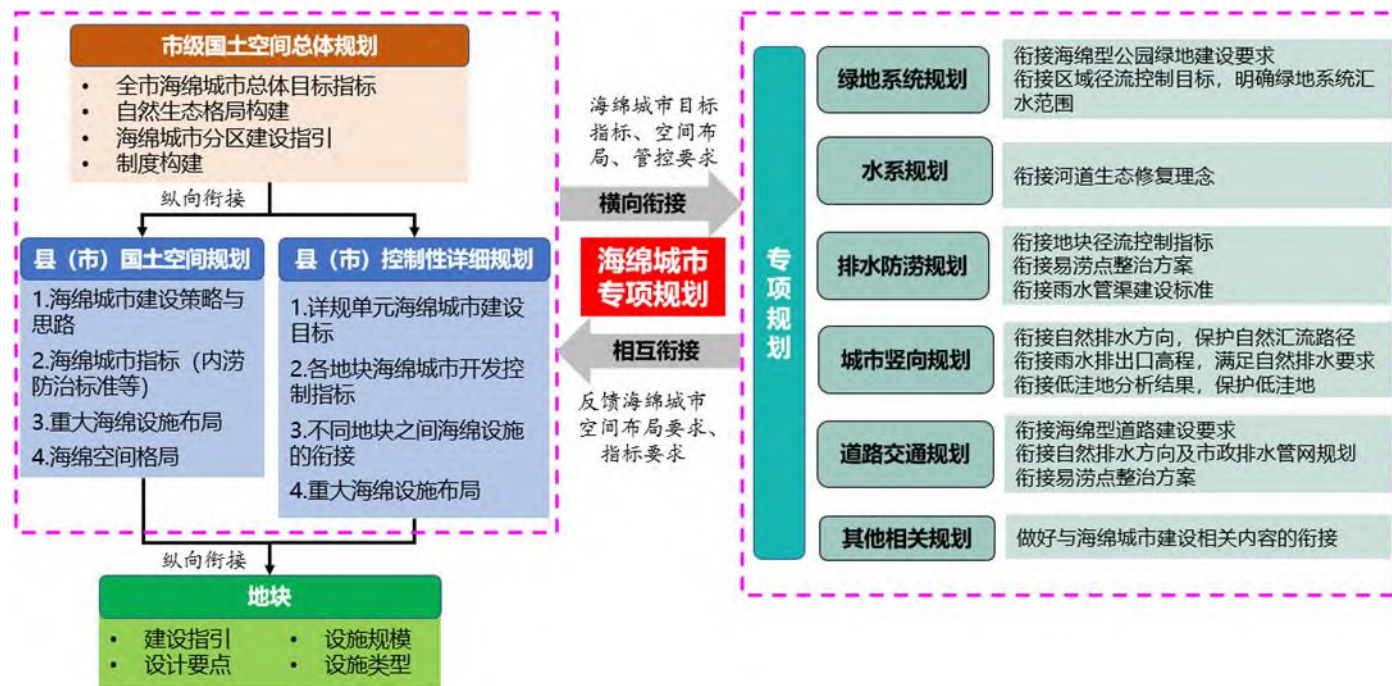 市级国土空间总体规划
• 全市海绵城市总体目标指标
• 自然生态格局构建
• 海绵城市分区建设指引
• 制度构建
纵向衔接
县（市）国土空间规划
1.海绵城市建设策略与
思路
2.海绵城市指标（内涝
防治标准等）
3.重大海绵设施布局
4.海绵空间格局
县（市）控制性详细规划
1.详规单元海绵城市建设
目标
2.各地块海绵城市开发控
制指标
3.不同地块之间海绵设施
的衔接
4.重大海绵设施布局
纵向衔接
地块
• 建设指引
• 设计要点
• 设施规模
• 设施类型
海绵城市目标
指标、空间布
局、管控要求
横向衔接
海绵城市
专项规划
相互衔接
反馈海绵城市
空间布局要求、
指标要求
专项规划
绿地系统规划
衔接海绵型公园绿地建设要求
衔接区域径流控制目标，明确绿地系统汇
水范围
水系规划
衔接河道生态修复理念
排水防涝规划
衔接地块径流控制指标
衔接易涝点整治方案
衔接雨水管渠建设标准
城市竖向规划
衔接自然排水方向，保护自然汇流路径
衔接雨水排出口高程，满足自然排水要求
衔接低洼地分析结果，保护低洼地
道路交通规划
衔接海绵型道路建设要求
衔接自然排水方向及市政排水管网规划
衔接易涝点整治方案
其他相关规划
做好与海绵城市建设相关内容的衔接